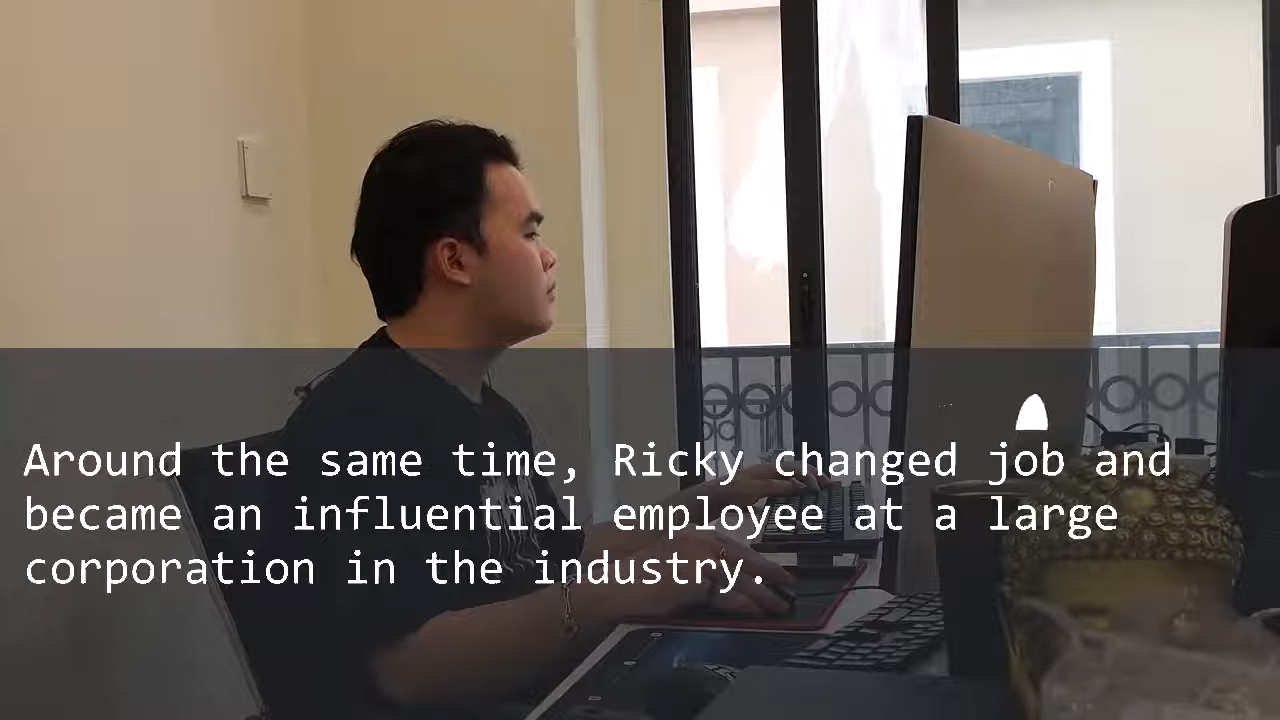 Around the same time, Ricky changed job and
became an influential employee at a large
corporation in the industry.